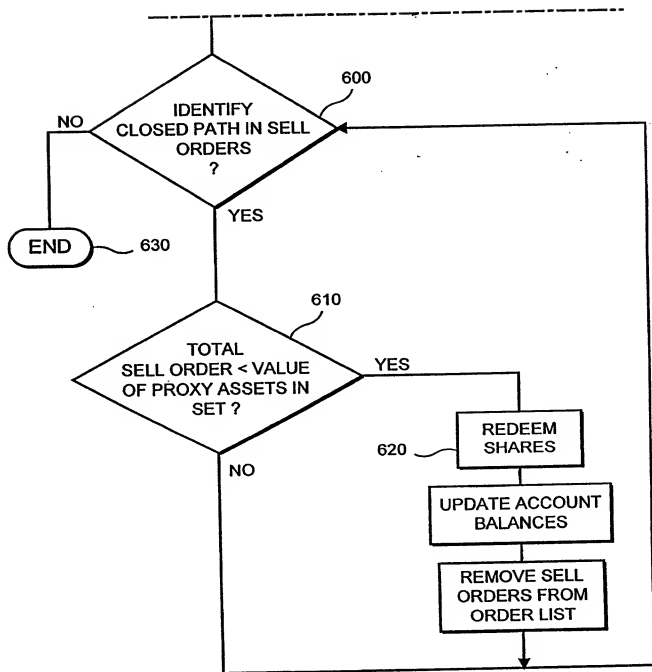 600
IDENTIFY
CLOSED PATH IN SELL
ORDERS
?
NO
YES
END
630
610
TOTAL
SELL ORDER < VALUE
OF PROXY ASSETS IN
SET ?
YES
NO
620
REDEEM
SHARES
UPDATE ACCOUNT
BALANCES
REMOVE SELL
ORDERS FROM
ORDER LIST